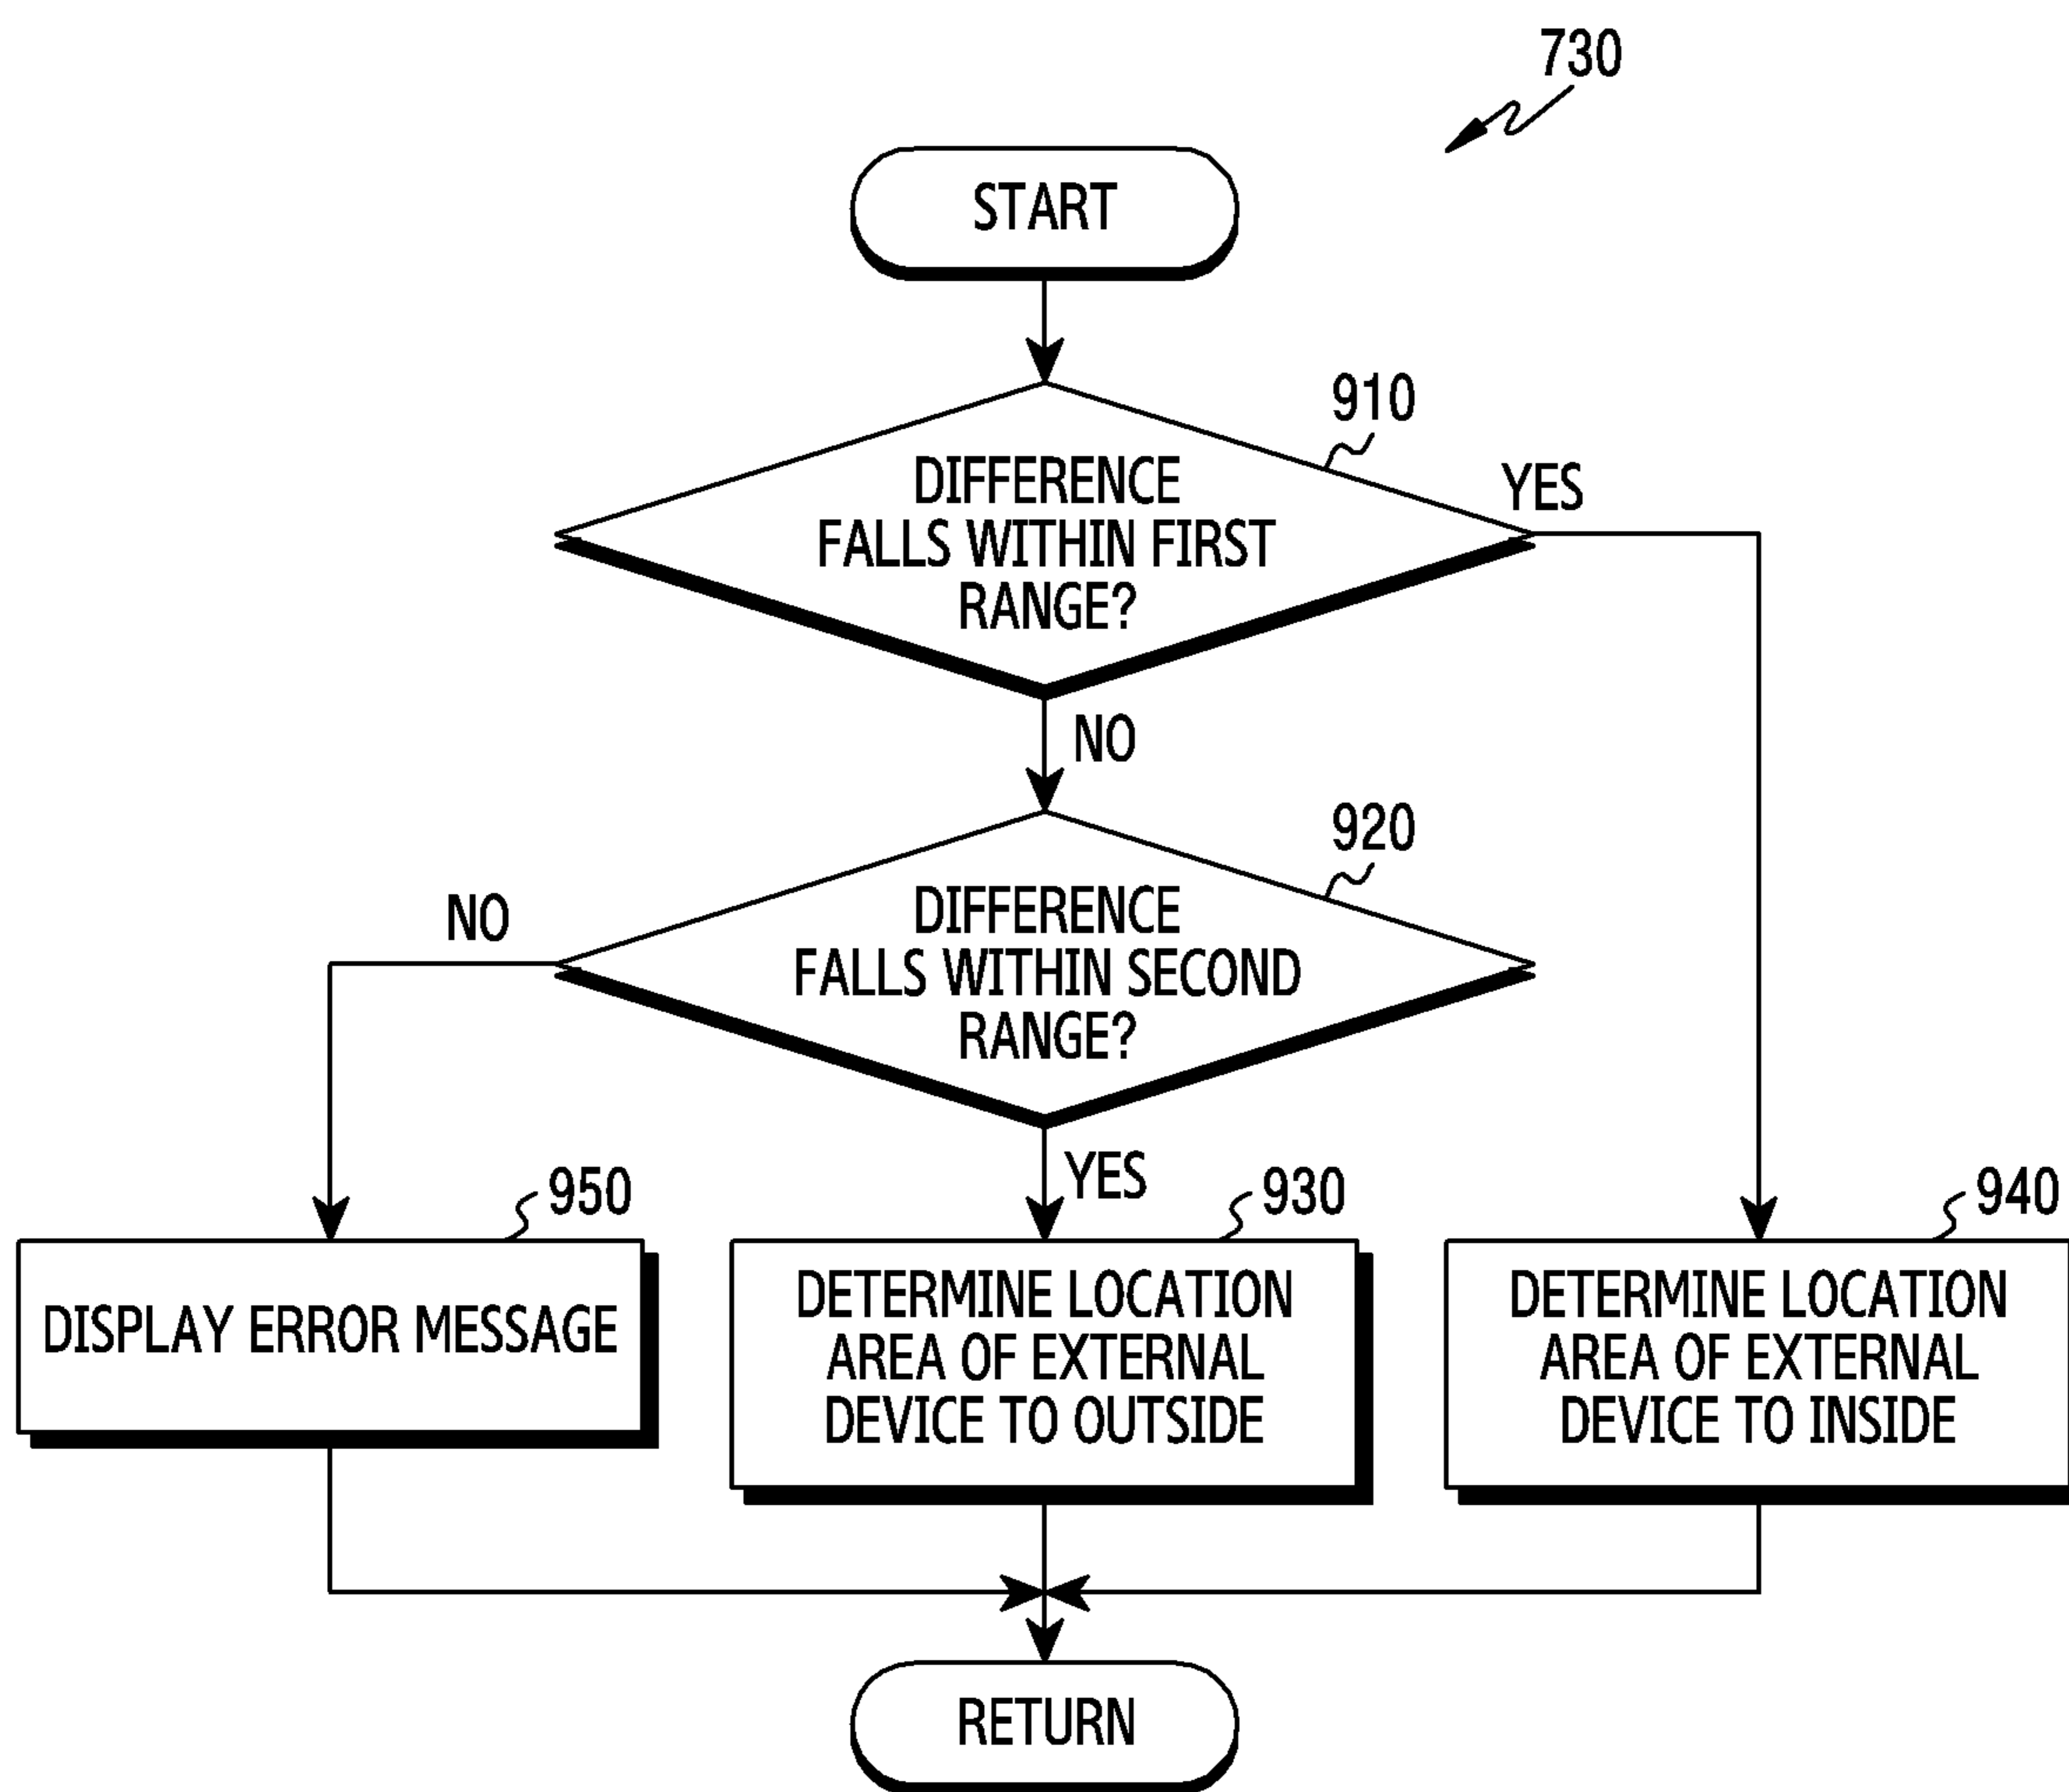 730
START
910
DIFFERENCE
FALLS WITHIN FIRST
RANGE?
YES
NO
920
DIFFERENCE
FALLS WITHIN SECOND
RANGE?
NO
YES
950
DISPLAY ERROR MESSAGE
930
DETERMINE LOCATION
AREA OF EXTERNAL
DEVICE TO OUTSIDE
940
DETERMINE LOCATION
AREA OF EXTERNAL
DEVICE TO INSIDE
RETURN